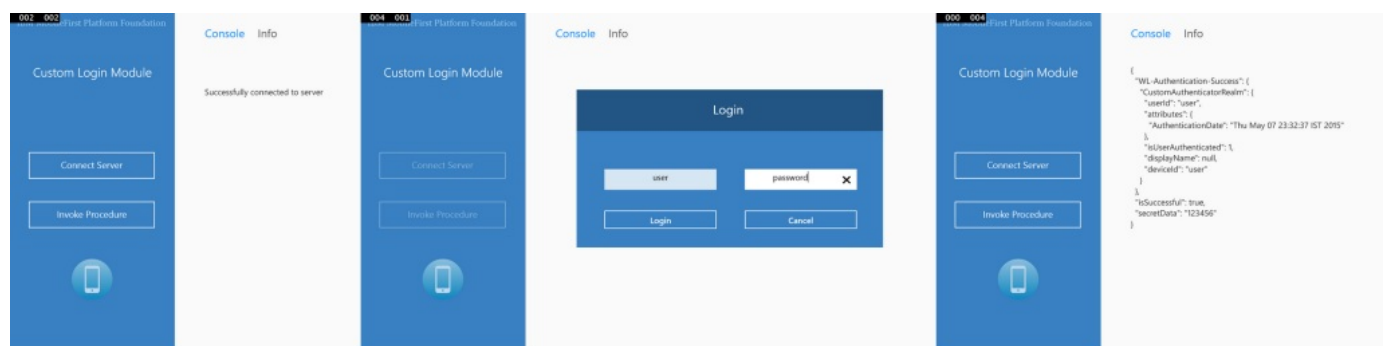 002 002 First Platform Foundation
Console Info
Custom Login Module
Successfully connected to server
Connect Server
Invoke Procedure
004 001 First Platform Foundation
Console Info
Custom Login Module
Connect Server
Invoke Procedure
Login
user password
Login Cancel
000 004 First Platform Foundation
Console Info
Custom Login Module
Connect Server
Invoke Procedure
{
"WL-Authentication-Success": {
"CustomAuthenticatorRealm": {
"userId": "user",
"attributes": {
"AuthenticationDate": "Thu May 07 23:32:37 IST 2015"
},
"isUserAuthenticated": 1,
"displayName": null,
"deviceId": "user"
}
},
"isSuccessful": true,
"secretData": "123456"
}